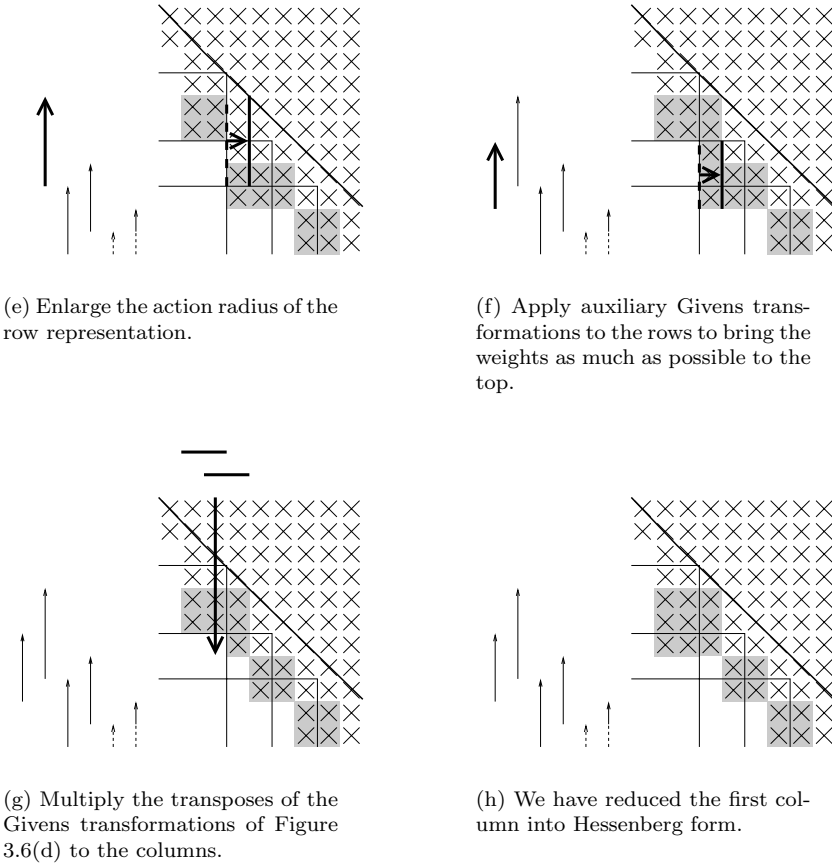 (e) Enlarge the action radius of the
row representation.
(f) Apply auxiliary Givens trans-
formations to the rows to bring the
weights as much as possible to the
top.
(g) Multiply the transposes of the
Givens transformations of Figure
3.6(d) to the columns.
(h) We have reduced the first col-
umn into Hessenberg form.